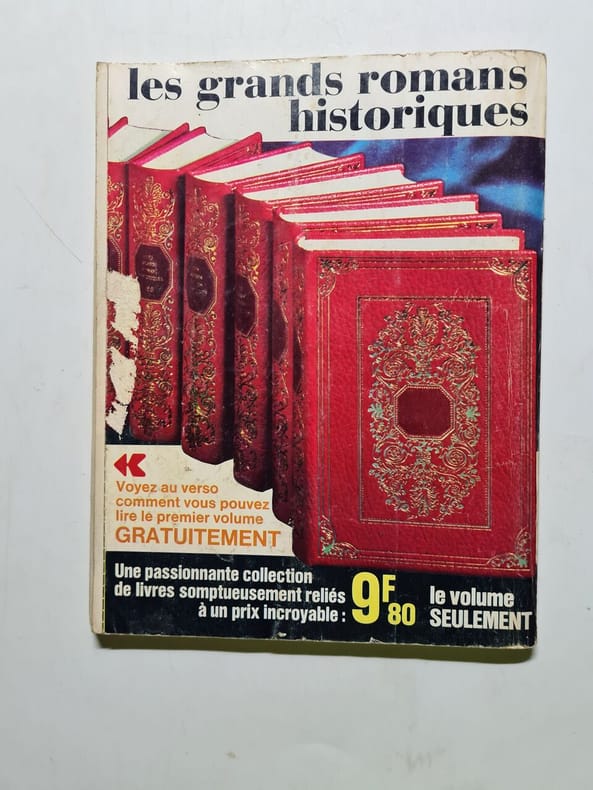 les grands romans
historiques
Voyez au verso
comment vous pouvez
lire le premier volume
GRATUITEMENT
Une passionnante collection
de livres somptueusement reliés
à un prix incroyable : 9F80
le volume
SEULEMENT